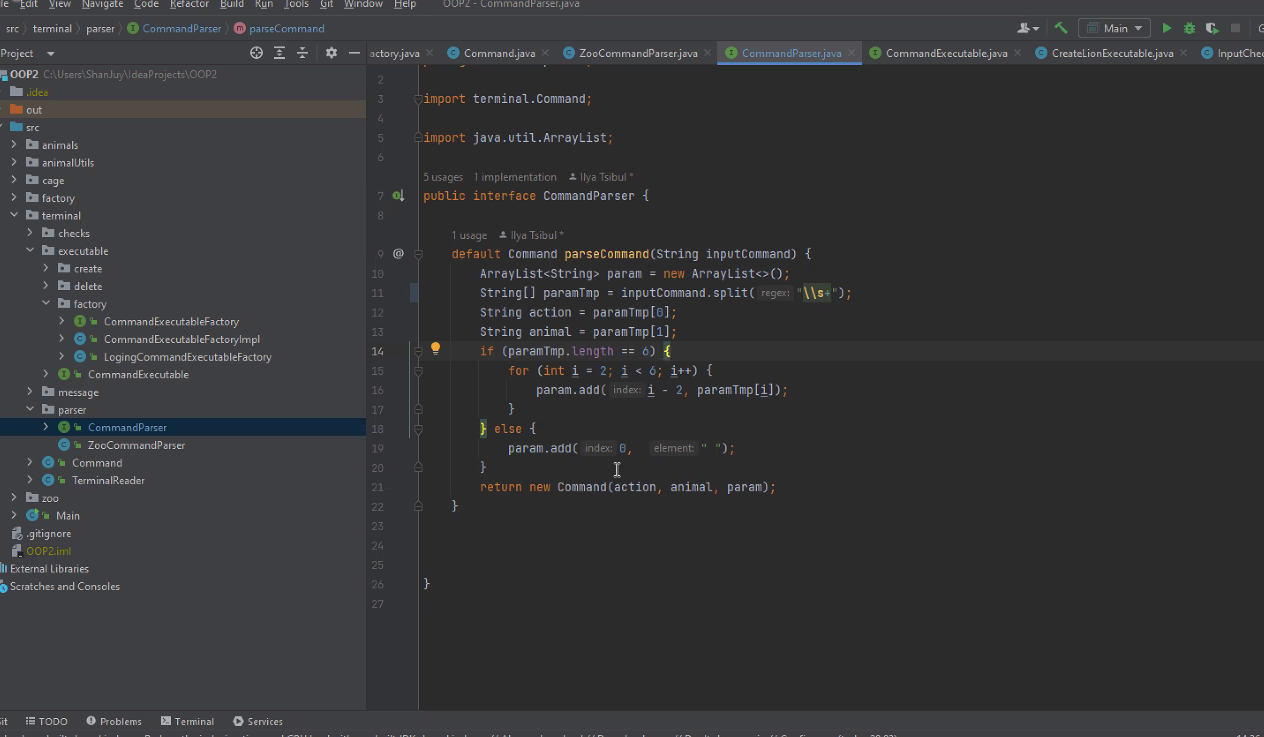 Edit View Navigate Code Refactor Build Run Tools Git Window Help OOP2 - CommandParser.java
src terminal parser CommandParser parseCommand Main
Project
actory.java Command.java ZooCommandParser.java CommandParser.java CommandExecutable.java CreateLionExecutable.java InputChec
OOP2 C:\Users\ShanJuy\IdeaProjects\OOP2
.idea
out
src
animals
animalUtils
cage
factory
terminal
checks
executable
create
delete
factory
CommandExecutableFactory
CommandExecutableFactoryImpl
LogingCommandExecutableFactory
CommandExecutable
message
parser
CommandParser
ZooCommandParser
Command
TerminalReader
zoo
Main
.gitignore
OOP2.iml
External Libraries
Scratches and Consoles
2
3 import terminal.Command;
4
5 import java.util.ArrayList;
6
5 usages 1 implementation Ilya Tsibul *
7 public interface CommandParser {
8
1 usage Ilya Tsibul *
9 @ default Command parseCommand(String inputCommand) {
10 ArrayList<String> param = new ArrayList<>();
11 String[] paramTmp = inputCommand.split( regex: "\\s+");
12 String action = paramTmp[0];
13 String animal = paramTmp[1];
14 if (paramTmp.length == 6) {
15 for (int i = 2; i < 6; i++) {
16 param.add( index: i - 2, paramTmp[i]);
17 }
18 } else {
19 param.add( index: 0, element: " ");
20 }
21 return new Command(action, animal, param);
22 }
23
24
25
26 }
27
it TODO Problems Terminal Services